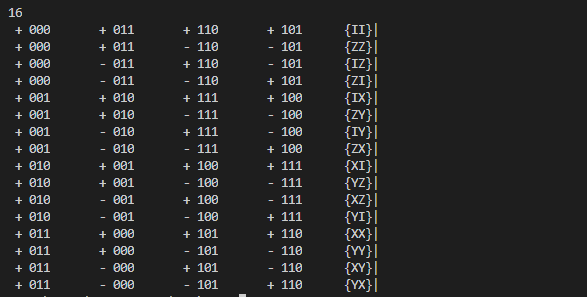 16
+ 000 + 011 + 110 + 101 {II}|
+ 000 + 011 - 110 - 101 {ZZ}|
+ 000 - 011 + 110 - 101 {IZ}|
+ 000 - 011 - 110 + 101 {ZI}|
+ 001 + 010 + 111 + 100 {IX}|
+ 001 + 010 - 111 - 100 {ZY}|
+ 001 - 010 + 111 - 100 {IY}|
+ 001 - 010 - 111 + 100 {ZX}|
+ 010 + 001 + 100 + 111 {XI}|
+ 010 + 001 - 100 - 111 {YZ}|
+ 010 - 001 + 100 - 111 {XZ}|
+ 010 - 001 - 100 + 111 {YI}|
+ 011 + 000 + 101 + 110 {XX}|
+ 011 + 000 - 101 - 110 {YY}|
+ 011 - 000 + 101 - 110 {XY}|
+ 011 - 000 - 101 + 110 {YX}|